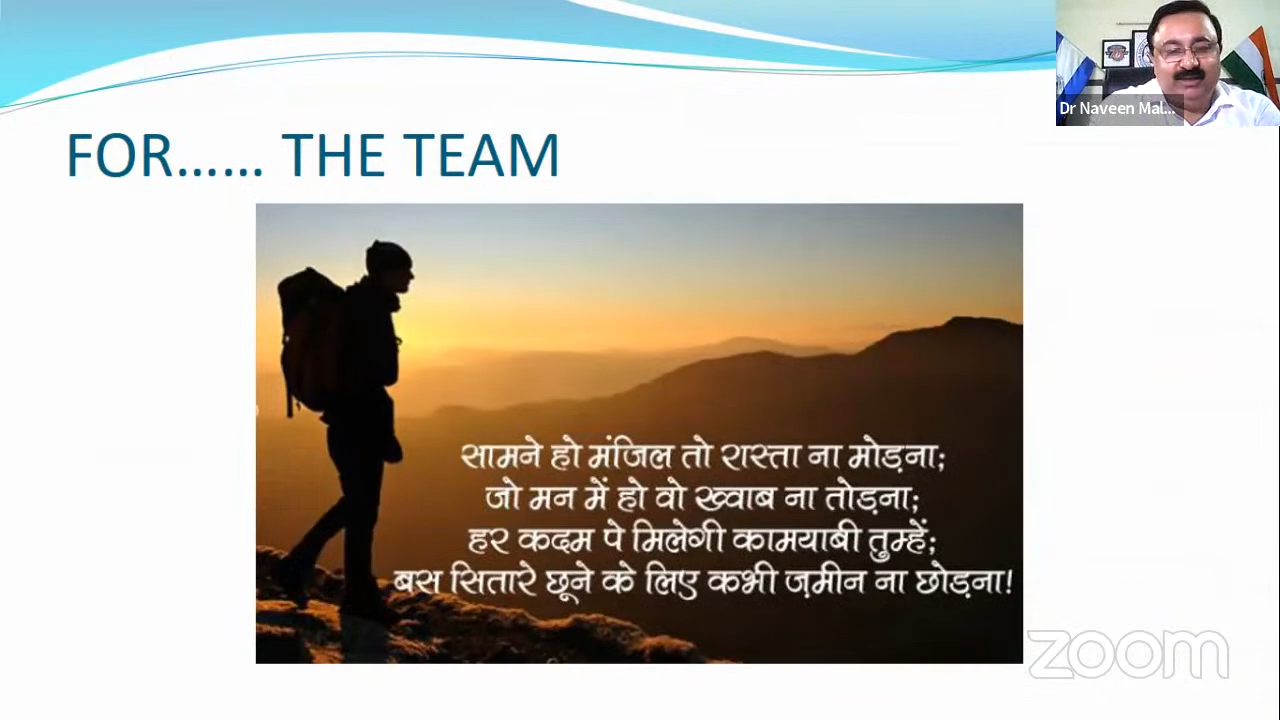 Dr Naveen Mal...
FOR...... THE TEAM
सामने हो मंजिल तो रास्ता ना मोड़ना;
जो मन में हो वो ख्वाब ना तोड़ना;
हर कदम पे मिलेगी कामयाबी तुम्हें;
बस सितारे छूने के लिए कभी ज़मीन ना छोड़ना!
zoom